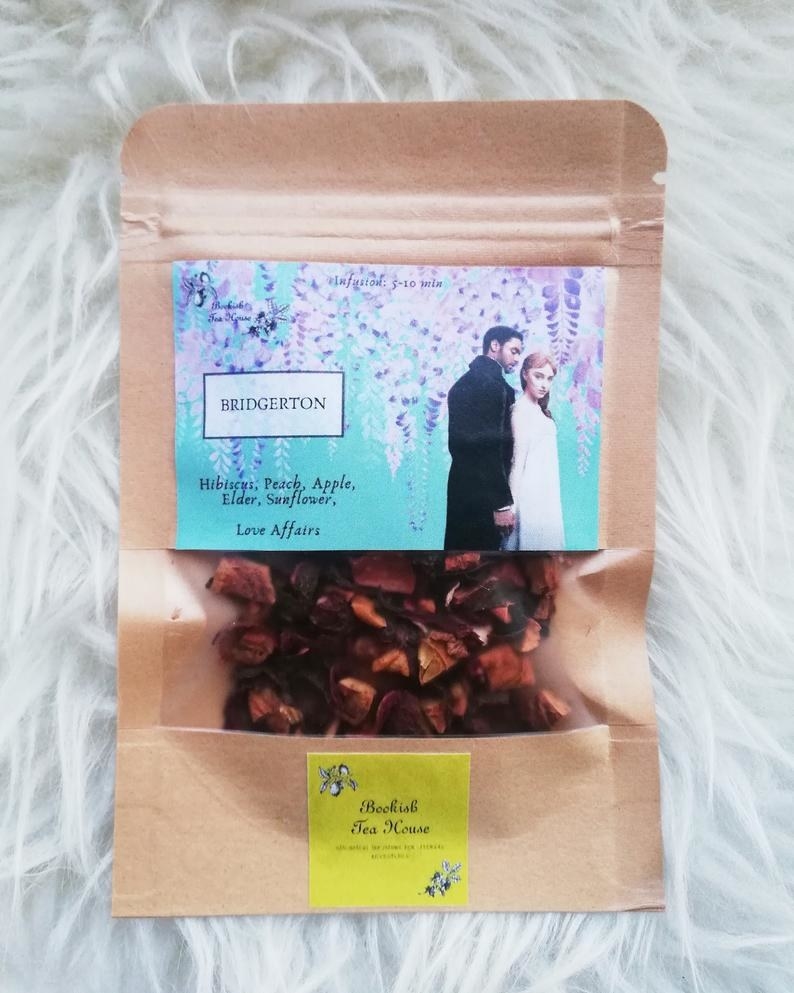 Infusion: 5-10 min
Bookish
Tea House
BRIDGERTON
Hibiscus, Peach, Apple,
Elder, Sunflower,
Love Affairs
Bookish
Tea House